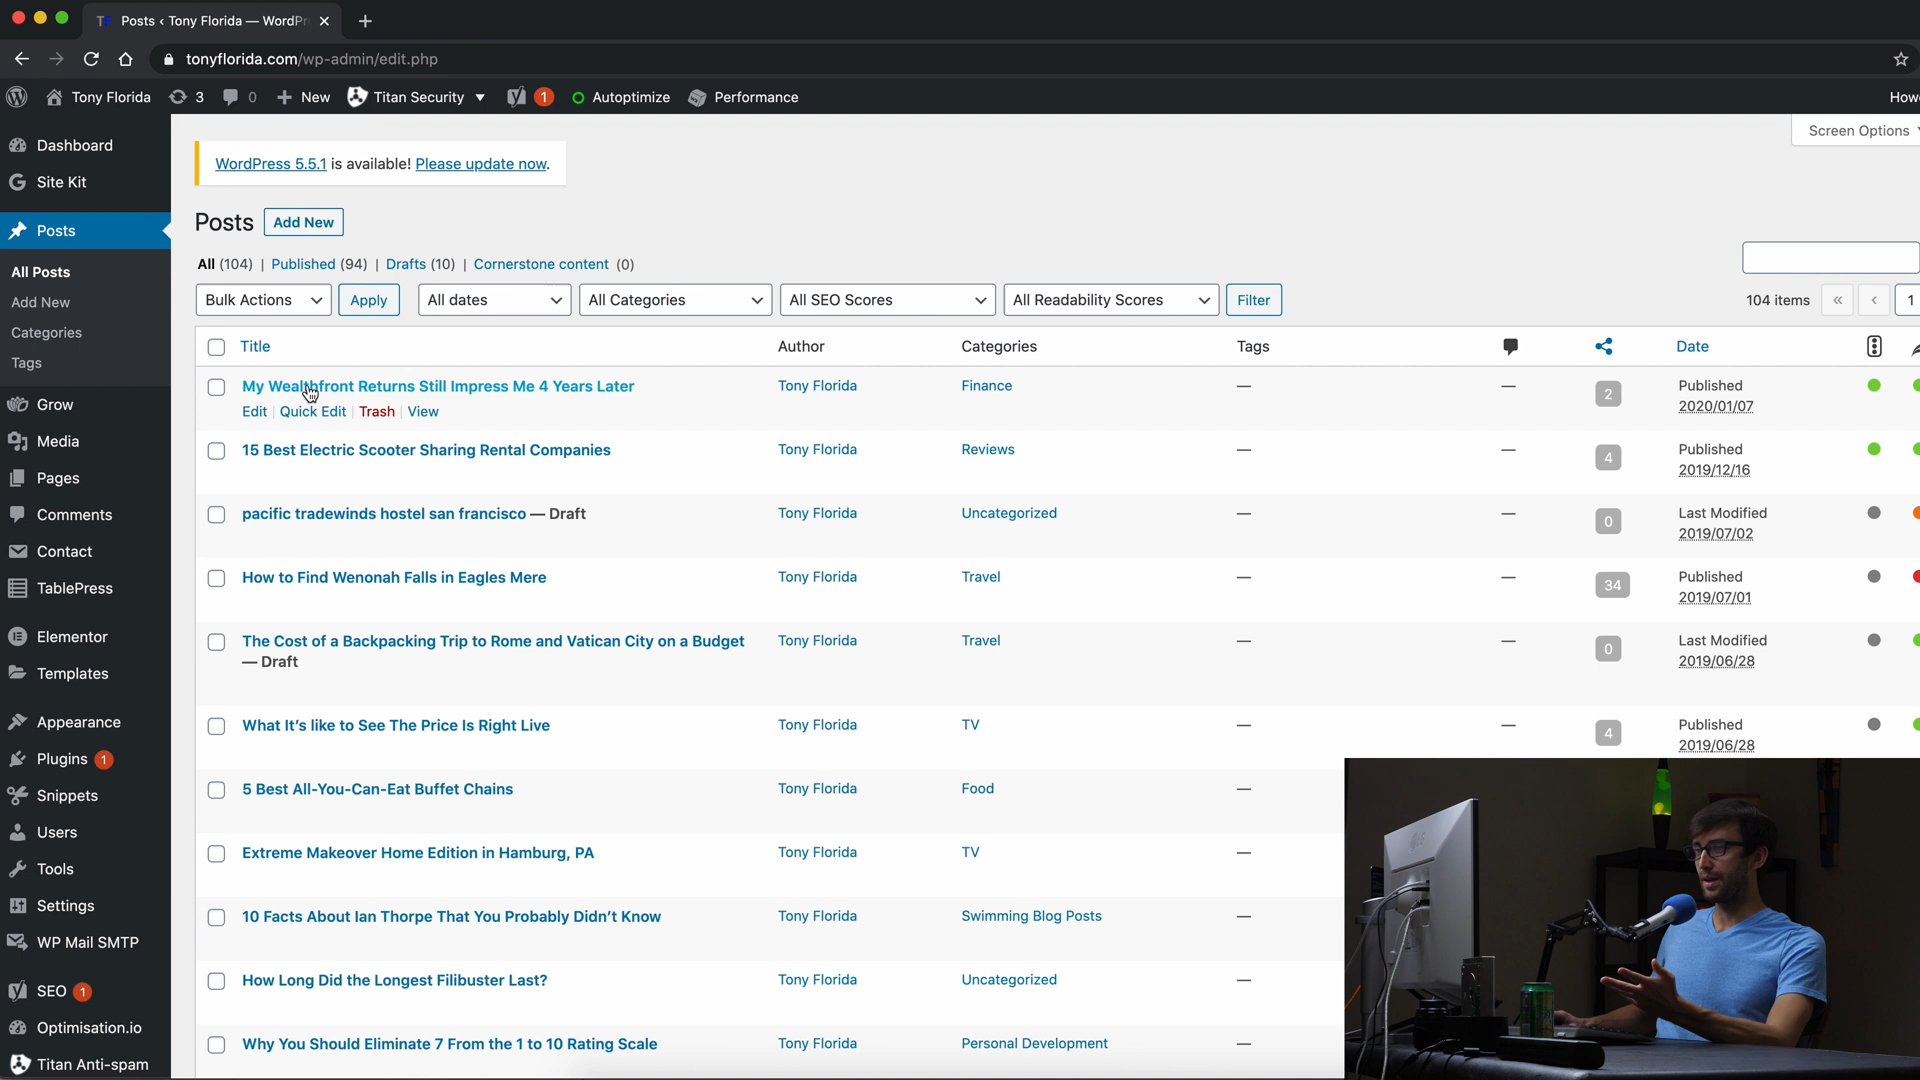 Posts ‹ Tony Florida — WordPr
tonyflorida.com/wp-admin/edit.php
Tony Florida 3 0 New Titan Security 1 Autoptimize Performance How
Screen Options
Dashboard
Site Kit
Posts
All Posts
Add New
Categories
Tags
Grow
Media
Pages
Comments
Contact
TablePress
Elementor
Templates
Appearance
Plugins 1
Snippets
Users
Tools
Settings
WP Mail SMTP
SEO 1
Optimisation.io
Titan Anti-spam
WordPress 5.5.1 is available! Please update now.
Posts Add New
All (104) | Published (94) | Drafts (10) | Cornerstone content (0)
Bulk Actions Apply All dates All Categories All SEO Scores All Readability Scores Filter 104 items « ‹ 1
Title Author Categories Tags Date
My Wealthfront Returns Still Impress Me 4 Years Later Tony Florida Finance — — 2 Published
2020/01/07
Edit | Quick Edit | Trash | View
15 Best Electric Scooter Sharing Rental Companies Tony Florida Reviews — — 4 Published
2019/12/16
pacific tradewinds hostel san francisco — Draft Tony Florida Uncategorized — — 0 Last Modified
2019/07/02
How to Find Wenonah Falls in Eagles Mere Tony Florida Travel — — 34 Published
2019/07/01
The Cost of a Backpacking Trip to Rome and Vatican City on a Budget Tony Florida Travel — — 0 Last Modified
— Draft 2019/06/28
What It’s like to See The Price Is Right Live Tony Florida TV — — 4 Published
2019/06/28
5 Best All-You-Can-Eat Buffet Chains Tony Florida Food —
Extreme Makeover Home Edition in Hamburg, PA Tony Florida TV —
10 Facts About Ian Thorpe That You Probably Didn’t Know Tony Florida Swimming Blog Posts —
How Long Did the Longest Filibuster Last? Tony Florida Uncategorized —
Why You Should Eliminate 7 From the 1 to 10 Rating Scale Tony Florida Personal Development —